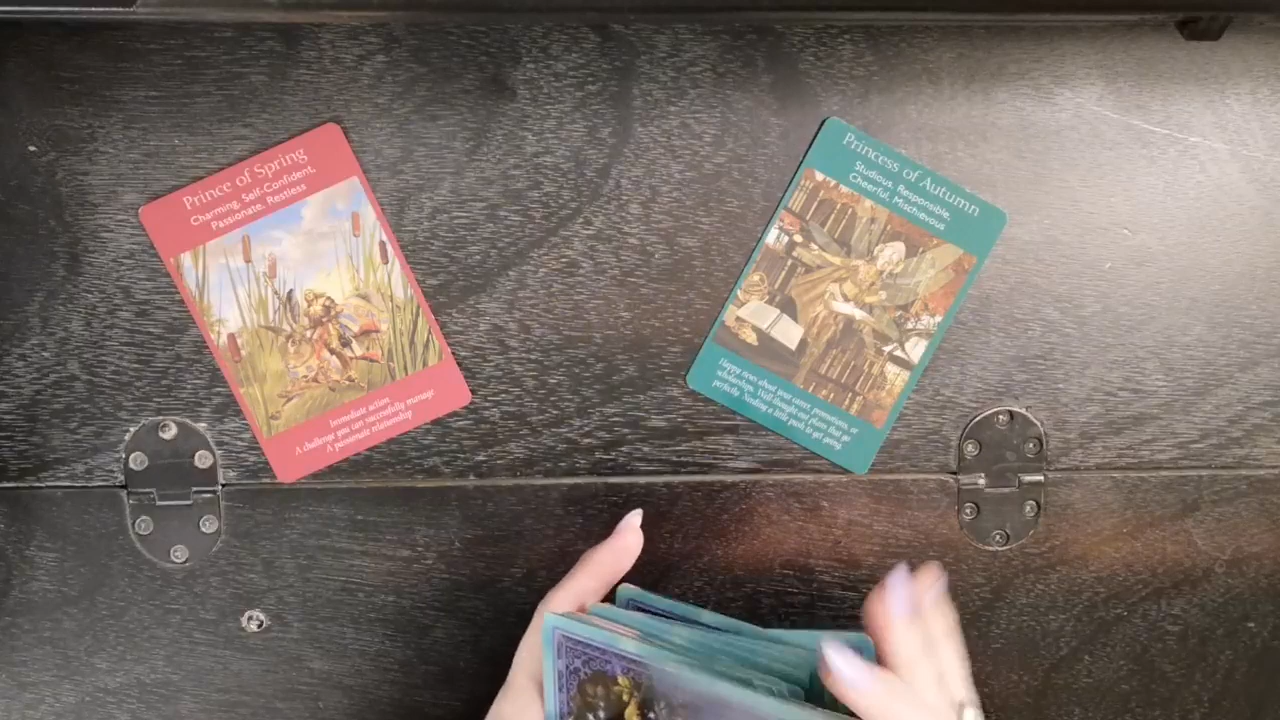 Prince of Spring
Charming, Self-Confident,
Passionate, Restless
Immediate action
A challenge you can successfully manage
A passionate relationship
Princess of Autumn
Studious, Responsible,
Cheerful, Mischievous
Happy news about your career, promotions, or
scholarships. Well-thought-out plans that go
perfectly. Needing a little push to get going.